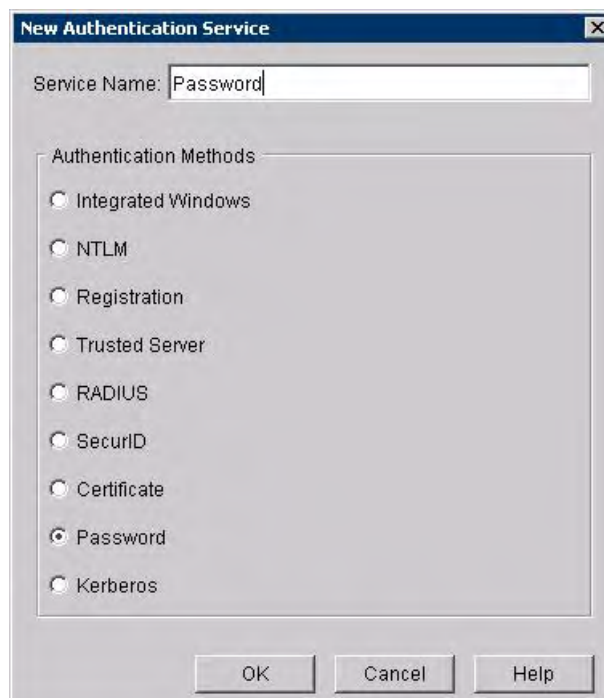 New Authentication Service
Service Name: Password
Authentication Methods
Integrated Windows
NTLM
Registration
Trusted Server
RADIUS
SecurID
Certificate
Password
Kerberos
OK Cancel Help